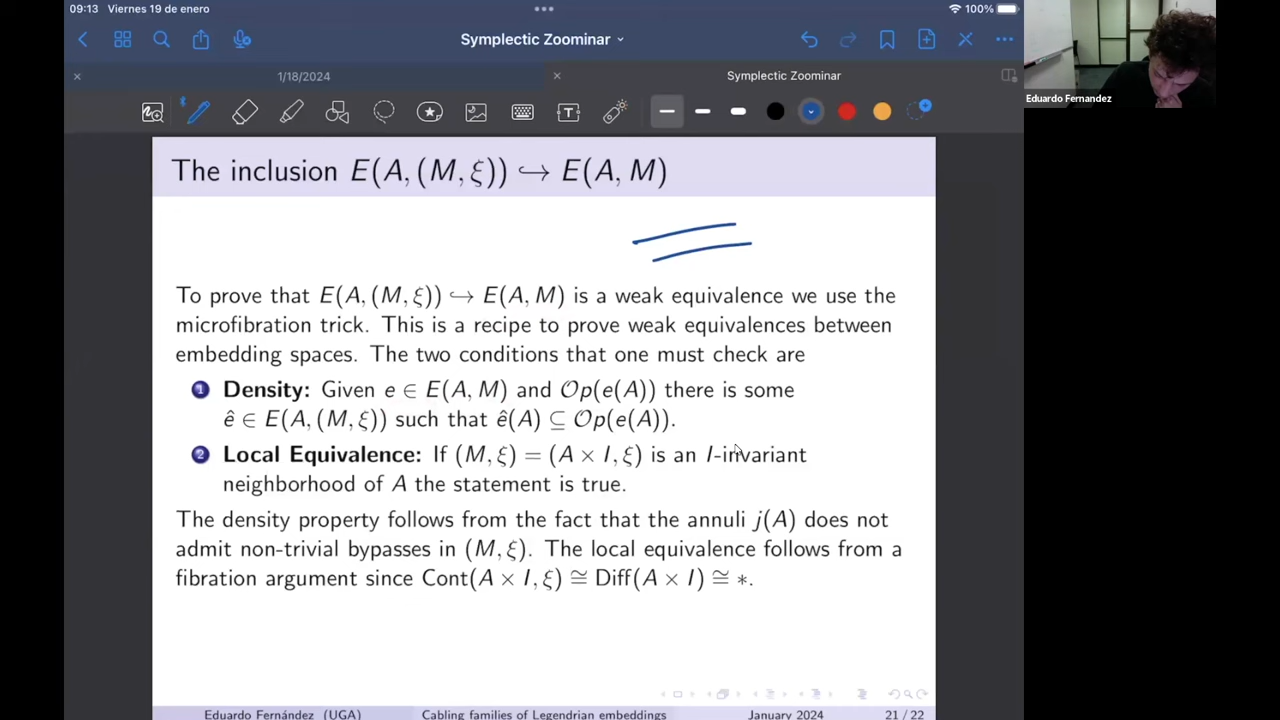 09:13 Viernes 19 de enero
100%
Symplectic Zoominar
1/18/2024
Symplectic Zoominar
Eduardo Fernandez
The inclusion E(A, (M, ξ)) ↪ E(A, M)
To prove that E(A, (M, ξ)) ↪ E(A, M) is a weak equivalence we use the
microfibration trick. This is a recipe to prove weak equivalences between
embedding spaces. The two conditions that one must check are
1 Density: Given e ∈ E(A, M) and Op(e(A)) there is some
ê ∈ E(A, (M, ξ)) such that ê(A) ⊆ Op(e(A)).
2 Local Equivalence: If (M, ξ) = (A × I, ξ) is an I-invariant
neighborhood of A the statement is true.
The density property follows from the fact that the annuli j(A) does not
admit non-trivial bypasses in (M, ξ). The local equivalence follows from a
fibration argument since Cont(A × I, ξ) ≅ Diff(A × I) ≅ ∗.
Eduardo Fernández (UGA) Cabling families of Legendrian embeddings January 2024 21 / 22